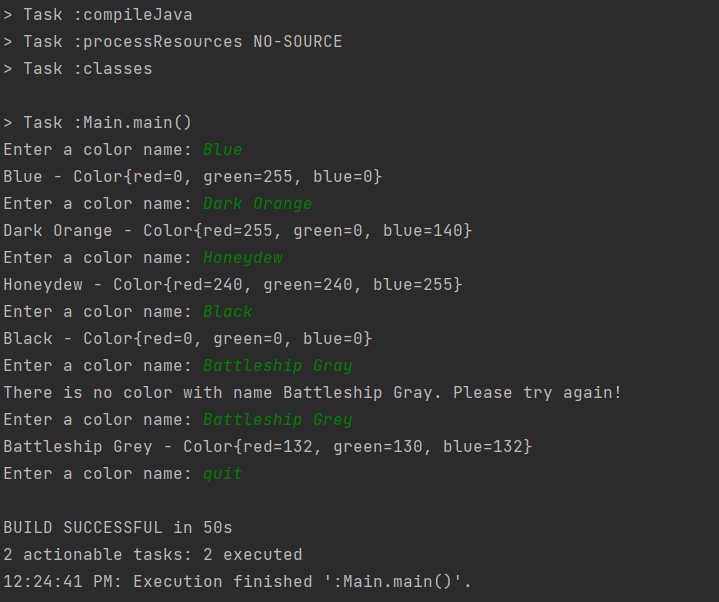 > Task :compileJava
> Task :processResources NO-SOURCE
> Task :classes
> Task :Main.main()
Enter a color name: Blue
Blue - Color{red=0, green=255, blue=0}
Enter a color name: Dark Orange
Dark Orange - Color{red=255, green=0, blue=140}
Enter a color name: Honeydew
Honeydew - Color{red=240, green=240, blue=255}
Enter a color name: Black
Black - Color{red=0, green=0, blue=0}
Enter a color name: Battleship Gray
There is no color with name Battleship Gray. Please try again!
Enter a color name: Battleship Grey
Battleship Grey - Color{red=132, green=130, blue=132}
Enter a color name: quit
BUILD SUCCESSFUL in 50s
2 actionable tasks: 2 executed
12:24:41 PM: Execution finished ':Main.main()'.